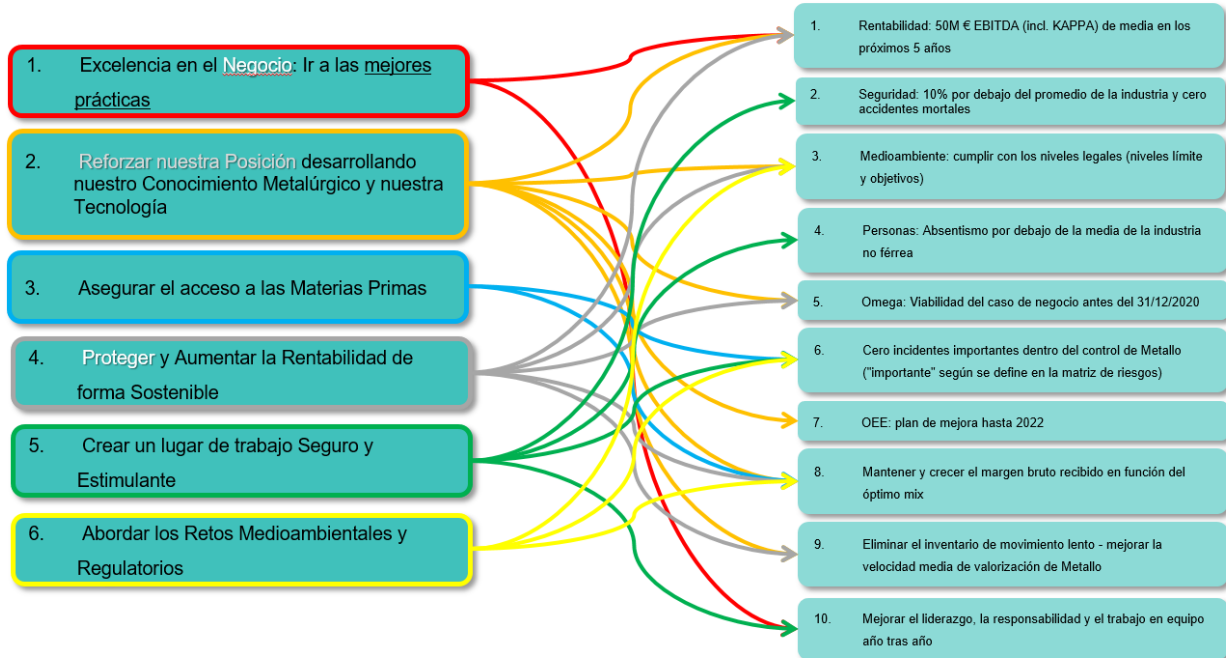 1. Excelencia en el Negocio: Ir a las mejores
prácticas
2. Reforzar nuestra Posición desarrollando
nuestro Conocimiento Metalúrgico y nuestra
Tecnología
3. Asegurar el acceso a las Materias Primas
4. Proteger y Aumentar la Rentabilidad de
forma Sostenible
5. Crear un lugar de trabajo Seguro y
Estimulante
6. Abordar los Retos Medioambientales y
Regulatorios
1. Rentabilidad: 50M € EBITDA (incl. KAPPA) de media en los
próximos 5 años
2. Seguridad: 10% por debajo del promedio de la industria y cero
accidentes mortales
3. Medioambiente: cumplir con los niveles legales (niveles límite
y objetivos)
4. Personas: Absentismo por debajo de la media de la industria
no férrea
5. Omega: Viabilidad del caso de negocio antes del 31/12/2020
6. Cero incidentes importantes dentro del control de Metallo
("importante" según se define en la matriz de riesgos)
7. OEE: plan de mejora hasta 2022
8. Mantener y crecer el margen bruto recibido en función del
óptimo mix
9. Eliminar el inventario de movimiento lento - mejorar la
velocidad media de valorización de Metallo
10. Mejorar el liderazgo, la responsabilidad y el trabajo en equipo
año tras año